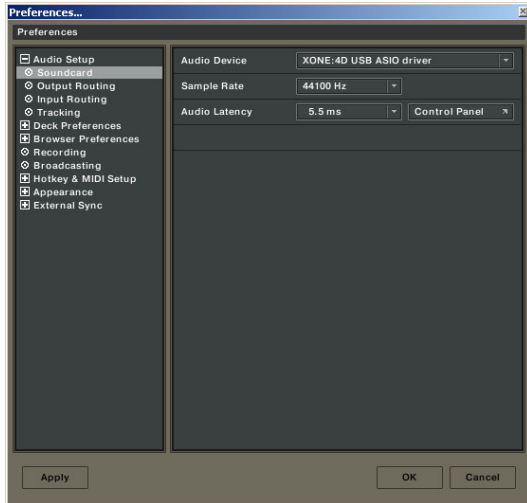 Preferences...
Preferences
Audio Setup
Soundcard
Output Routing
Input Routing
Tracking
Deck Preferences
Browser Preferences
Recording
Broadcasting
Hotkey & MIDI Setup
Appearance
External Sync
Audio Device XONE:4D USB ASIO driver
Sample Rate 44100 Hz
Audio Latency 5.5 ms Control Panel
Apply OK Cancel